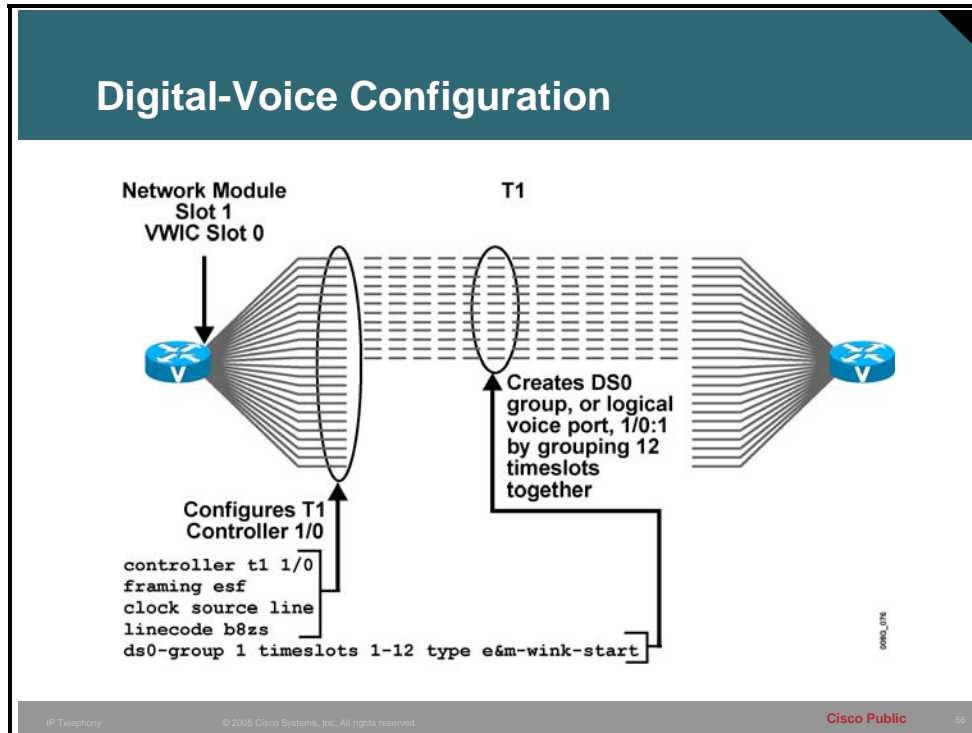 Digital-Voice Configuration
Network Module
Slot 1
VWIC Slot 0
T1
V
V
Creates DS0
group, or logical
voice port, 1/0:1
by grouping 12
timeslots
together
Configures T1
Controller 1/0
controller t1 1/0
framing esf
clock source line
linecode b8zs
ds0-group 1 timeslots 1-12 type e&m-wink-start
008G_076
IP Telephony
© 2005 Cisco Systems, Inc. All rights reserved.
Cisco Public
56